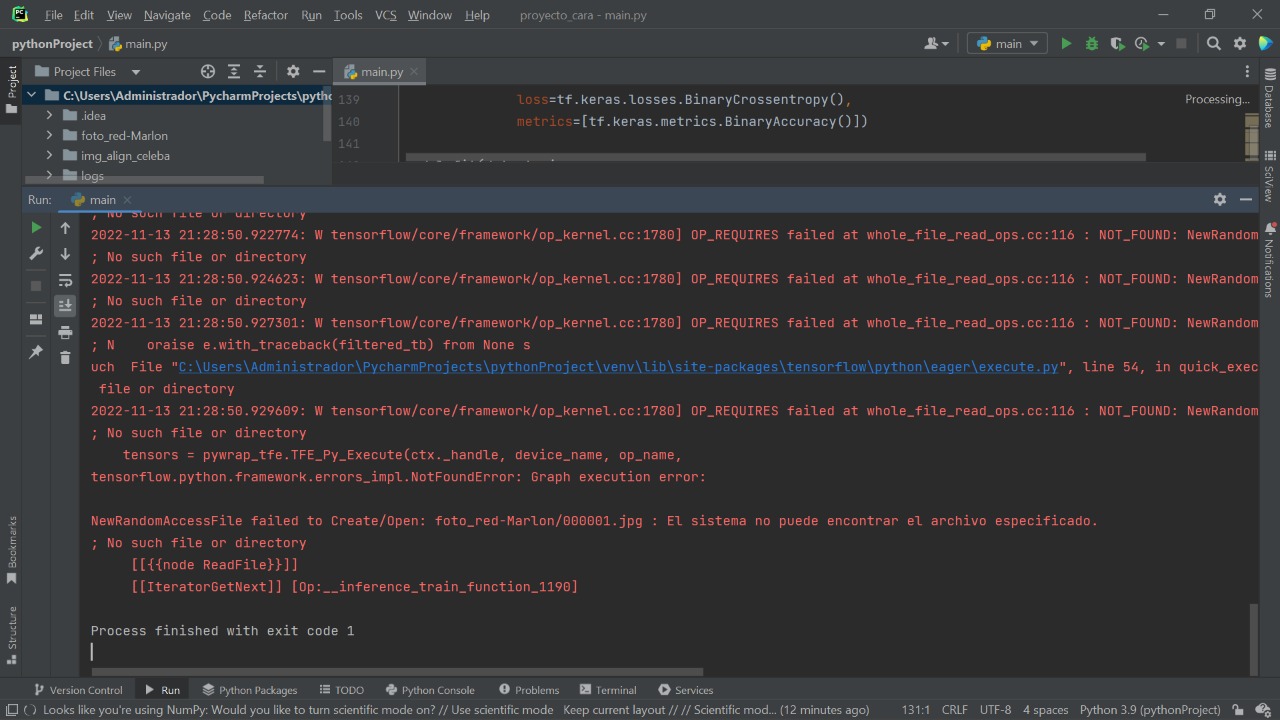 File Edit View Navigate Code Refactor Run Tools VCS Window Help proyecto_cara - main.py
pythonProject main.py main
Project Files main.py
Project
C:\Users\Administrador\PycharmProjects\pytho
.idea
foto_red-Marlon
img_align_celeba
logs
139 loss=tf.keras.losses.BinaryCrossentropy(),
140 metrics=[tf.keras.metrics.BinaryAccuracy()])
141
Processing...
Database
SciView
Notifications
Run: main
; No such file or directory
2022-11-13 21:28:50.922774: W tensorflow/core/framework/op_kernel.cc:1780] OP_REQUIRES failed at whole_file_read_ops.cc:116 : NOT_FOUND: NewRandom
; No such file or directory
2022-11-13 21:28:50.924623: W tensorflow/core/framework/op_kernel.cc:1780] OP_REQUIRES failed at whole_file_read_ops.cc:116 : NOT_FOUND: NewRandom
; No such file or directory
2022-11-13 21:28:50.927301: W tensorflow/core/framework/op_kernel.cc:1780] OP_REQUIRES failed at whole_file_read_ops.cc:116 : NOT_FOUND: NewRandom
; N    oraise e.with_traceback(filtered_tb) from None s
uch  File "C:\Users\Administrador\PycharmProjects\pythonProject\venv\lib\site-packages\tensorflow\python\eager\execute.py", line 54, in quick_exec
file or directory
2022-11-13 21:28:50.929609: W tensorflow/core/framework/op_kernel.cc:1780] OP_REQUIRES failed at whole_file_read_ops.cc:116 : NOT_FOUND: NewRandom
; No such file or directory
tensors = pywrap_tfe.TFE_Py_Execute(ctx._handle, device_name, op_name,
tensorflow.python.framework.errors_impl.NotFoundError: Graph execution error:
NewRandomAccessFile failed to Create/Open: foto_red-Marlon/000001.jpg : El sistema no puede encontrar el archivo especificado.
; No such file or directory
[[{{node ReadFile}}]]
[[IteratorGetNext]] [Op:__inference_train_function_1190]
Process finished with exit code 1
Bookmarks
Structure
Version Control Run Python Packages TODO Python Console Problems Terminal Services
Looks like you're using NumPy: Would you like to turn scientific mode on? // Use scientific mode Keep current layout // // Scientific mod... (12 minutes ago) 131:1 CRLF UTF-8 4 spaces Python 3.9 (pythonProject)